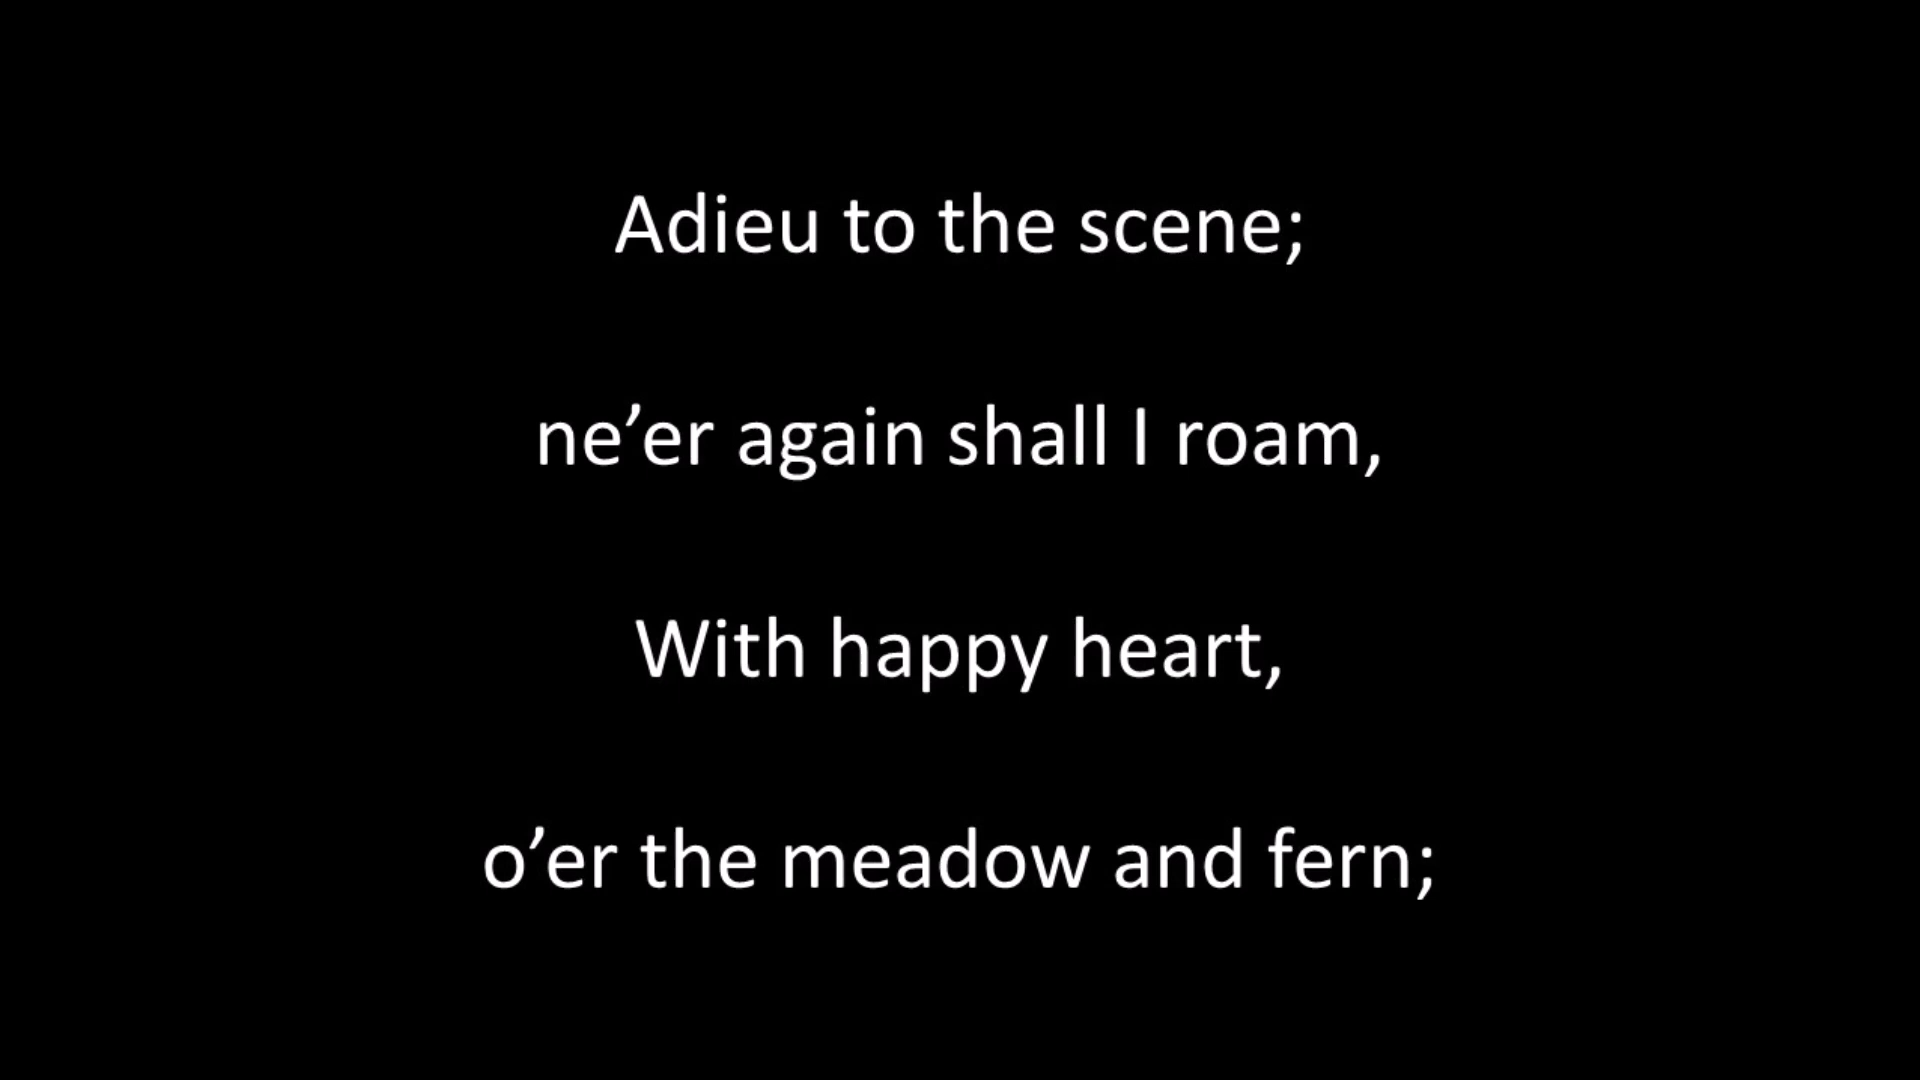 Adieu to the scene;
ne’er again shall I roam,
With happy heart,
o’er the meadow and fern;